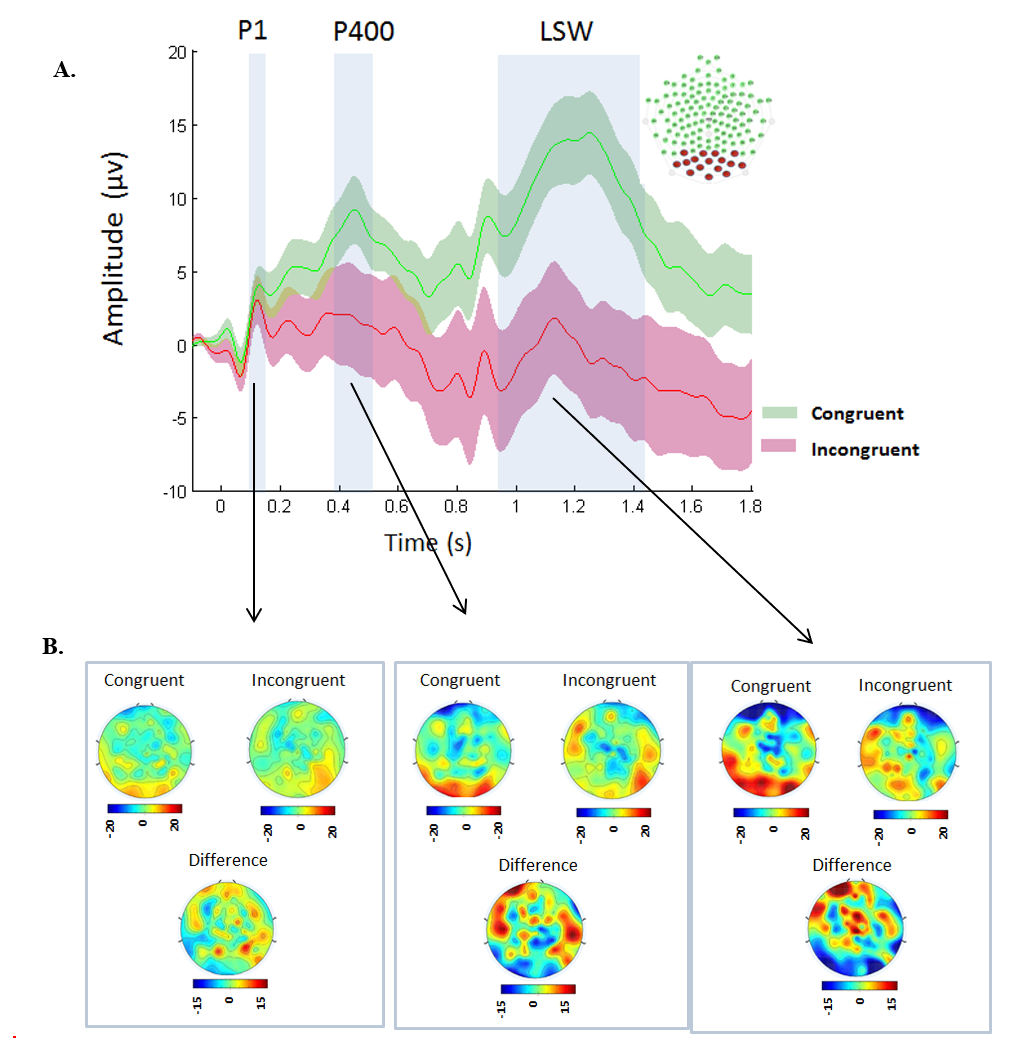 P1 P400 LSW
A.
20
15
10
5
0
-5
-10
Amplitude (μv)
0 0.2 0.4 0.6 0.8 1 1.2 1.4 1.6 1.8
Time (s)
Congruent
Incongruent
B.
Congruent Incongruent
-20 0 20 -20 0 20
Difference
-15 0 15
Congruent Incongruent
-20 0 20 -20 0 20
Difference
-15 0 15
Congruent Incongruent
-20 0 20 -20 0 20
Difference
-15 0 15